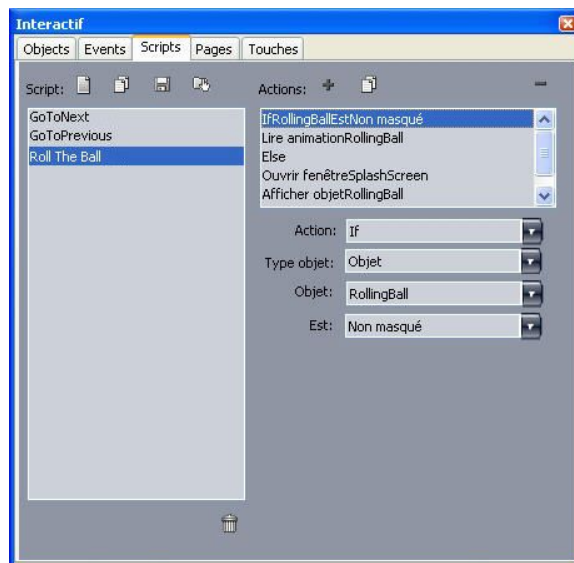 Interactif
Objects Events Scripts Pages Touches
Script: Actions:
GoToNext
GoToPrevious
Roll The Ball
IfRollingBallEstNon masqué
Lire animationRollingBall
Else
Ouvrir fenêtreSplashScreen
Afficher objetRollingBall
Action: If
Type objet: Objet
Objet: RollingBall
Est: Non masqué